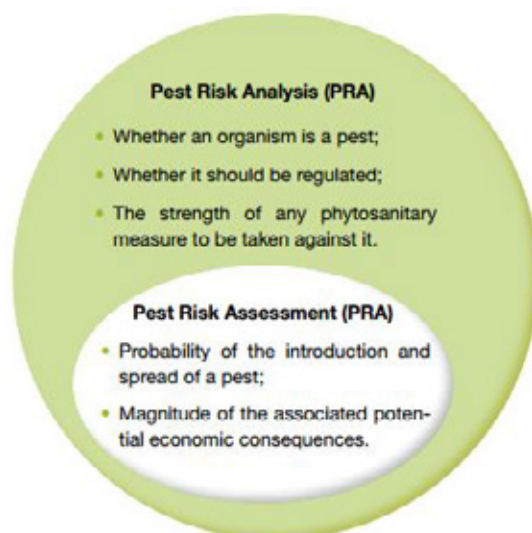 Pest Risk Analysis (PRA)
• Whether an organism is a pest;
• Whether it should be regulated;
• The strength of any phytosanitary
measure to be taken against it.
Pest Risk Assessment (PRA)
• Probability of the introduction and
spread of a pest;
• Magnitude of the associated poten-
tial economic consequences.